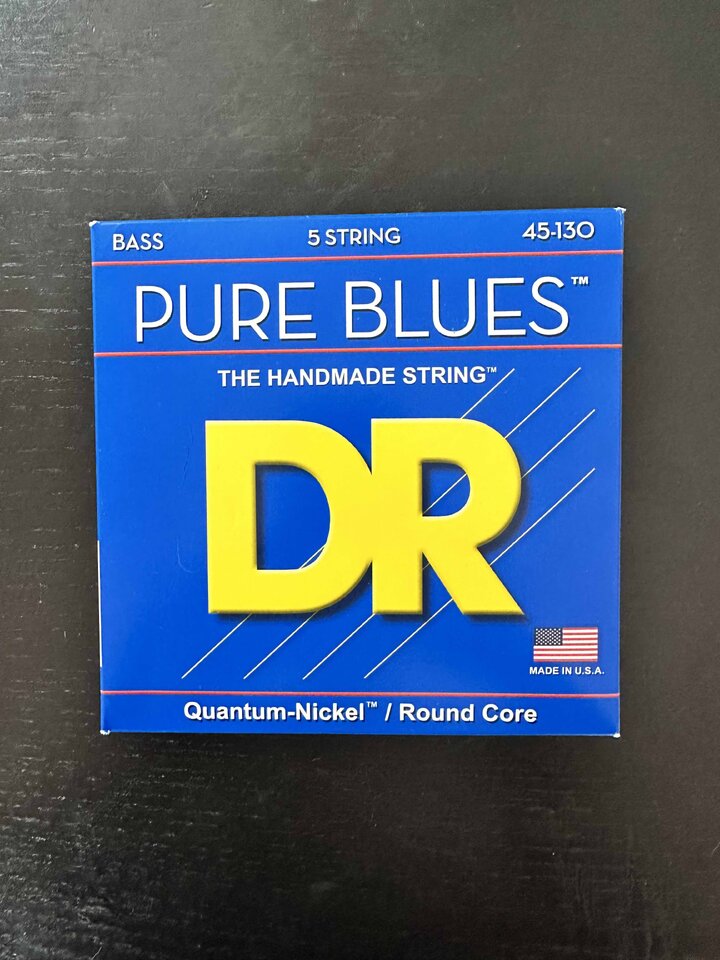 BASS 5 STRING 45-130
PURE BLUES™
THE HANDMADE STRING™
DR
MADE IN U.S.A.
Quantum-Nickel™ / Round Core